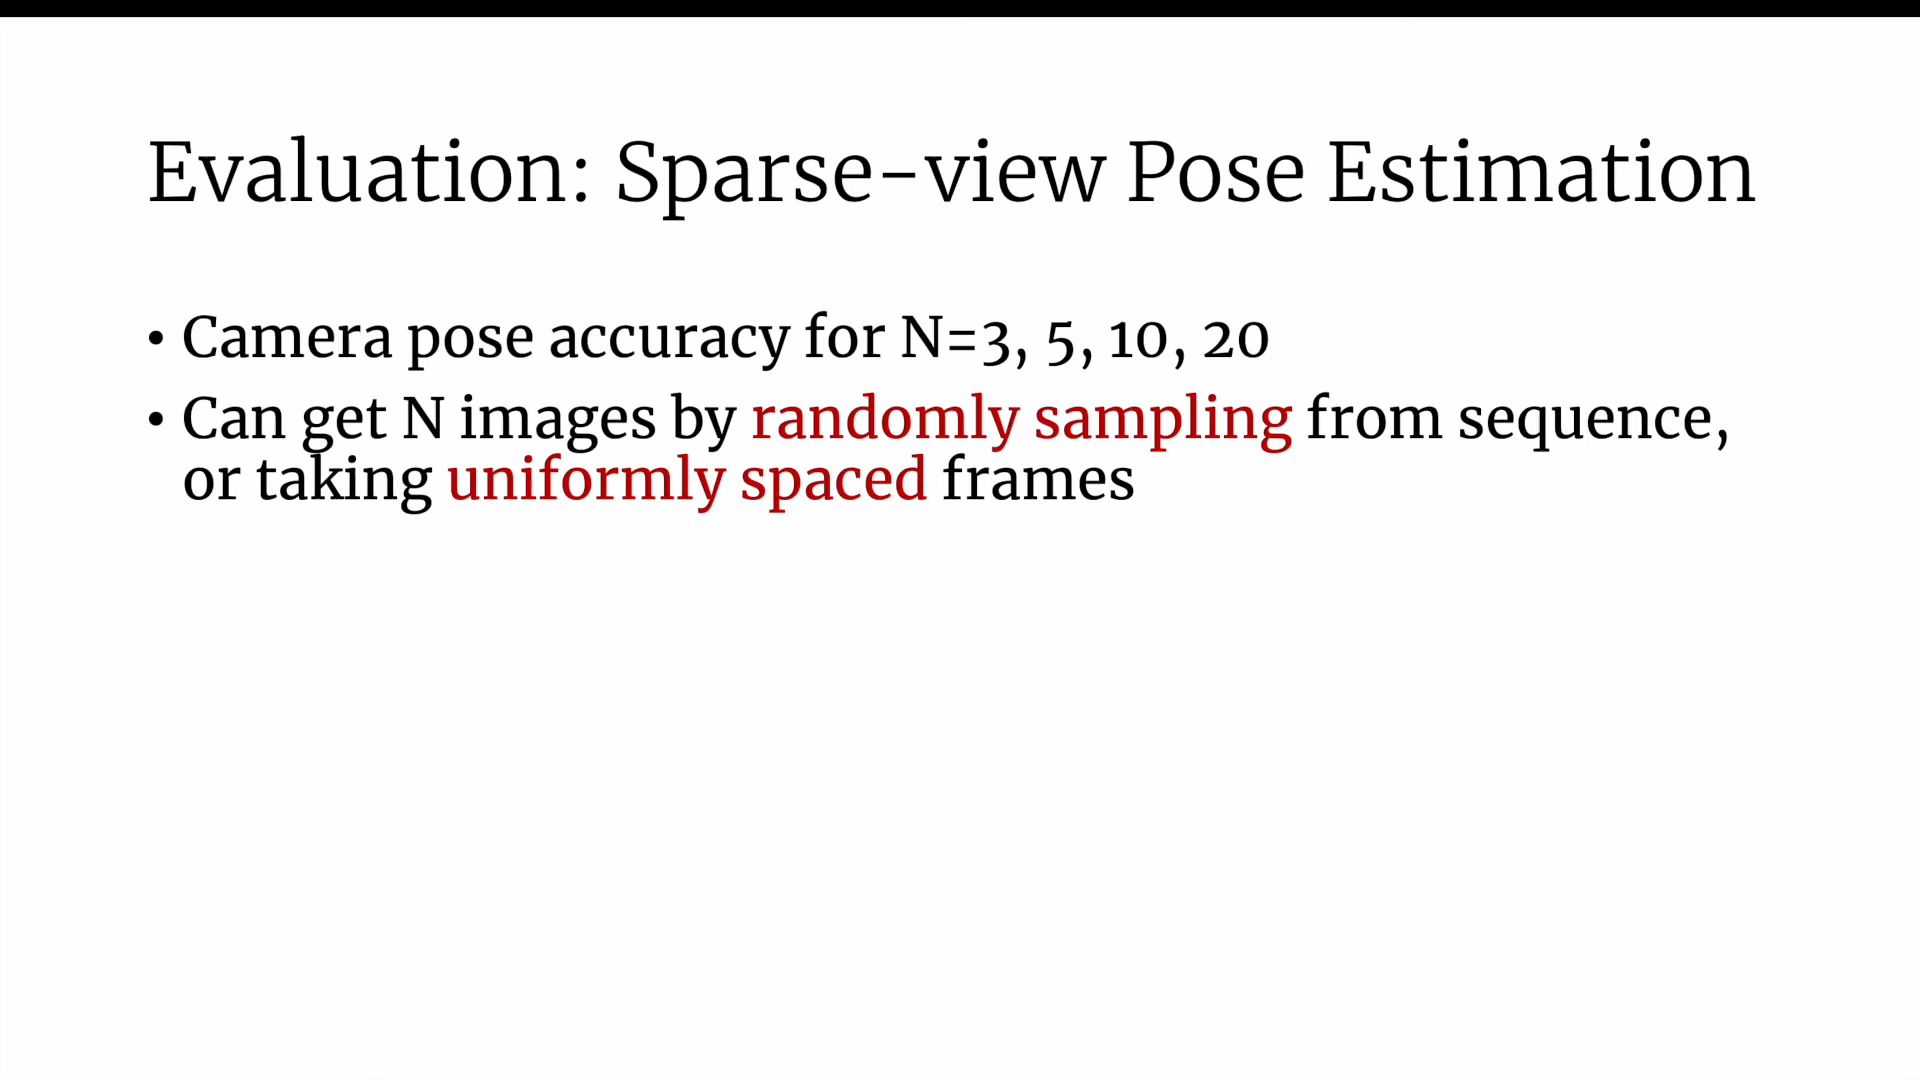 Evaluation: Sparse-view Pose Estimation
• Camera pose accuracy for N=3, 5, 10, 20
• Can get N images by randomly sampling from sequence,
or taking uniformly spaced frames